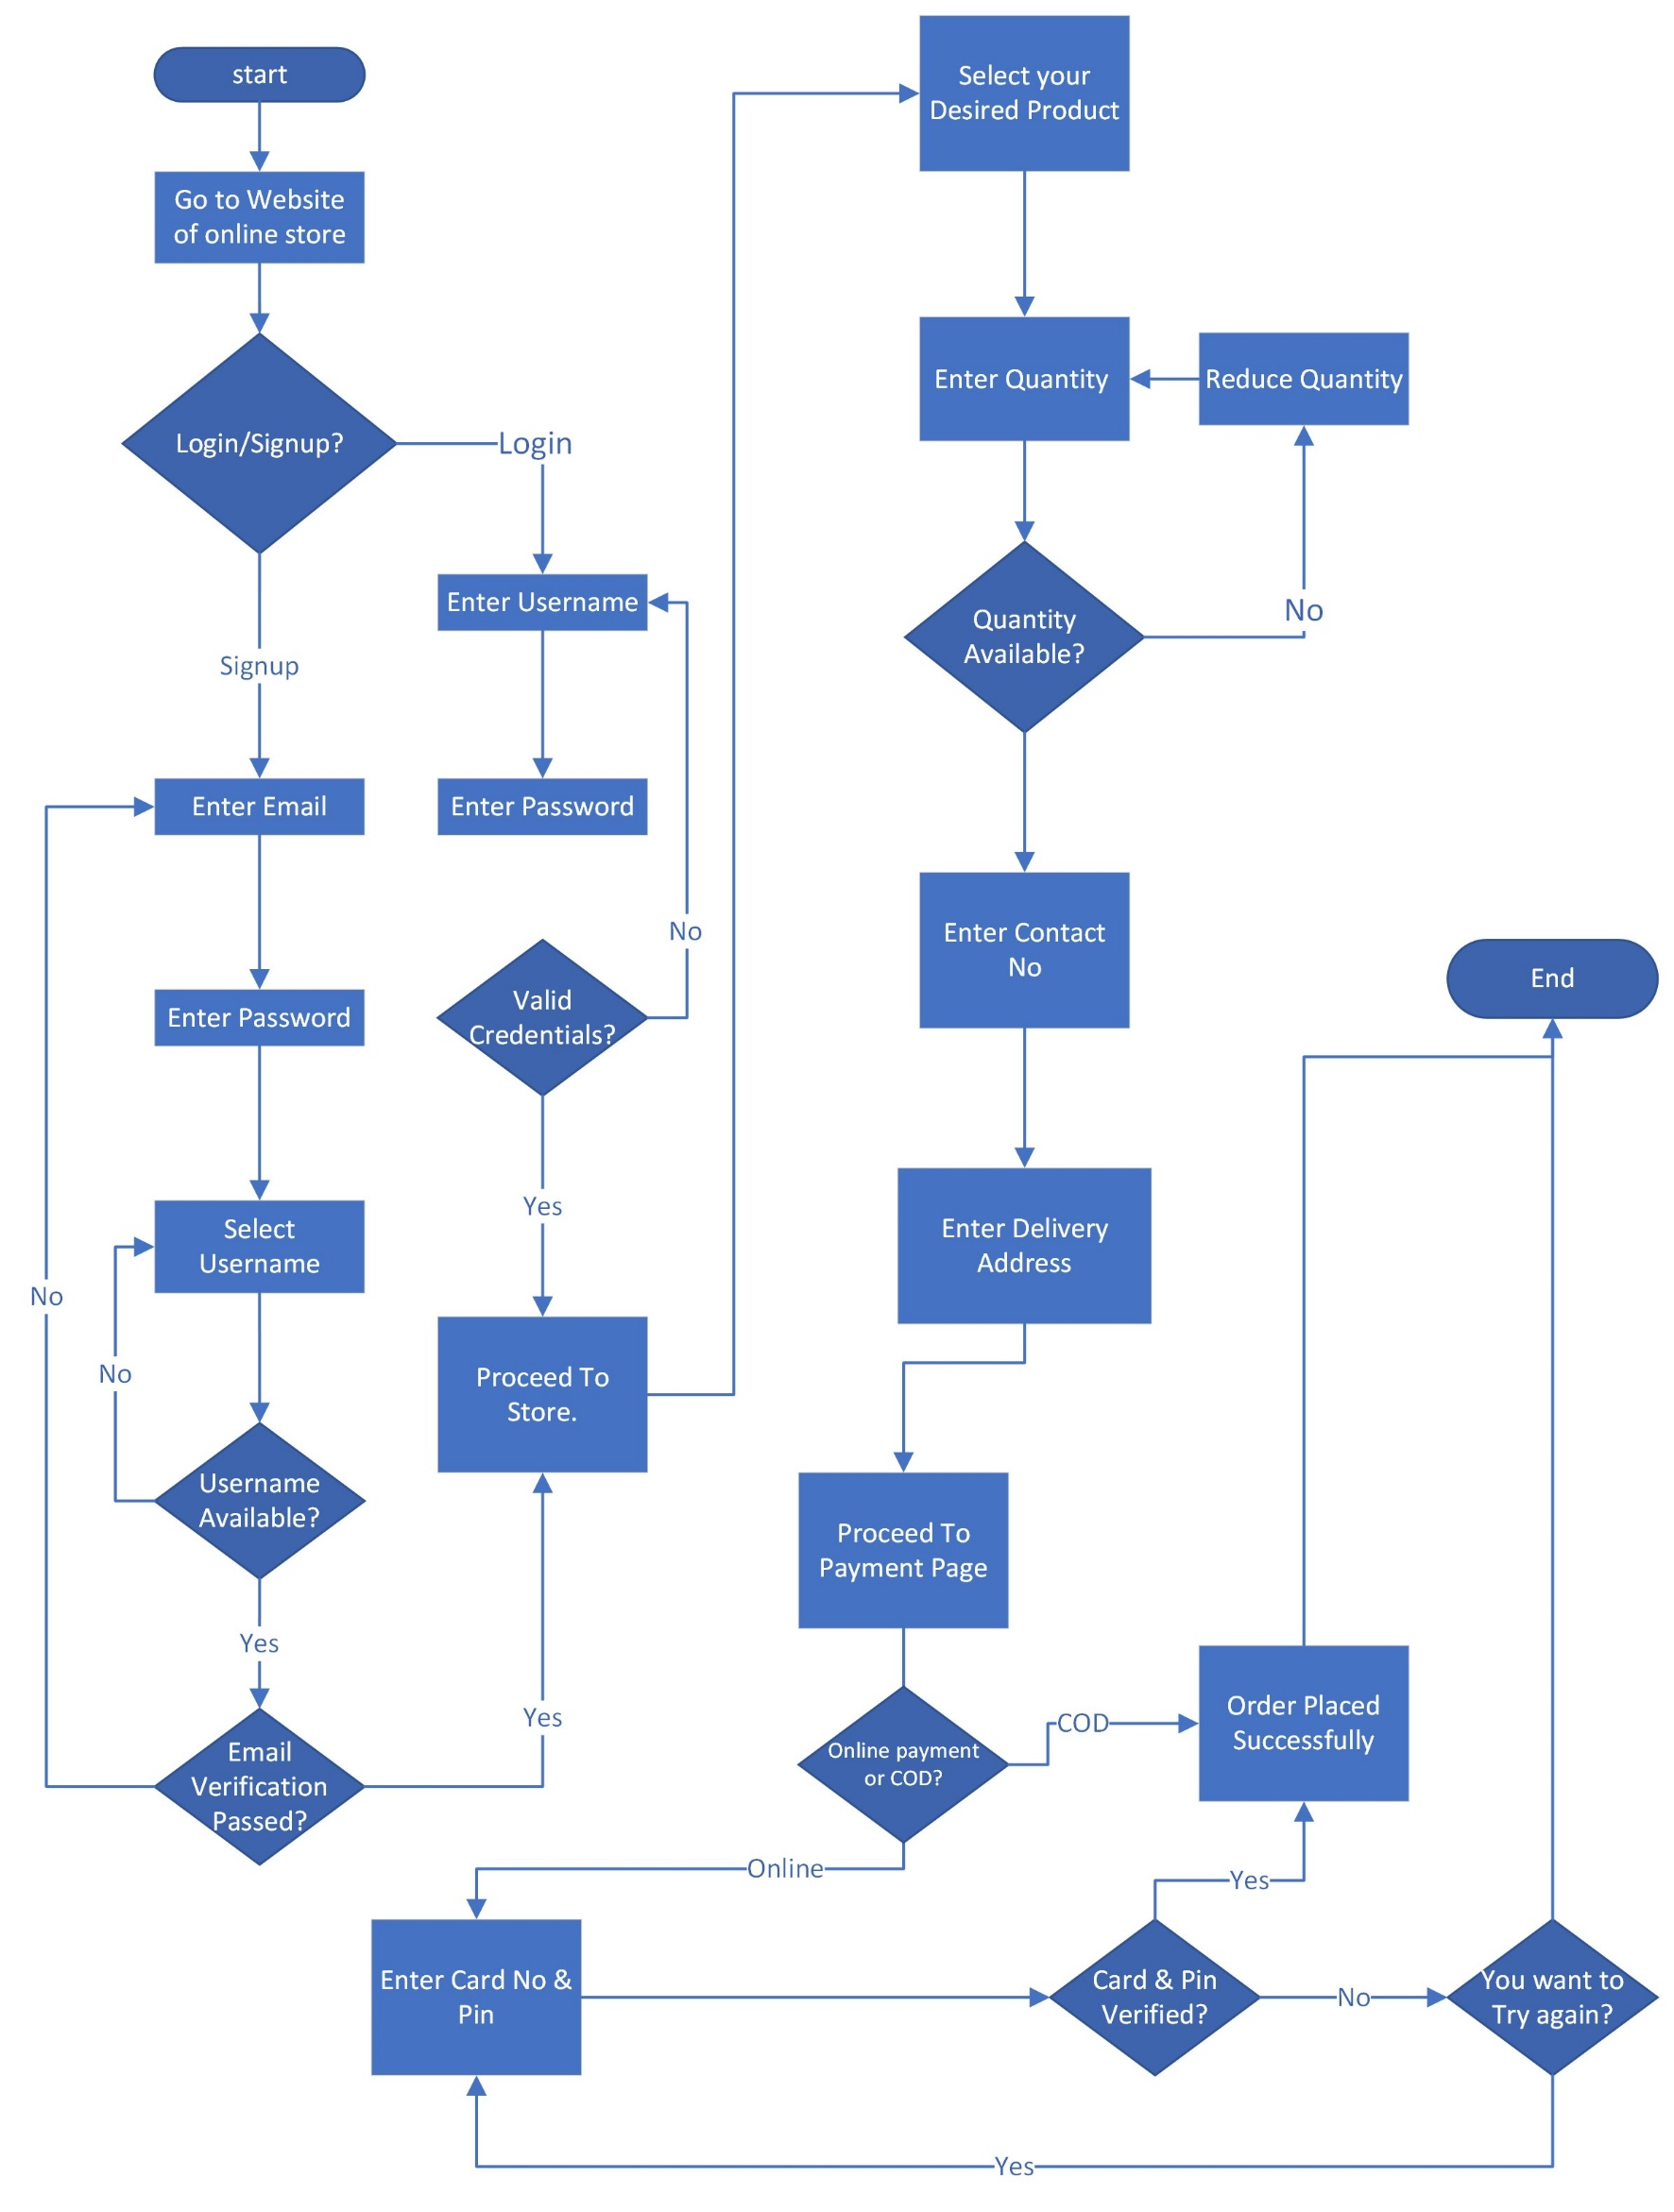 start
Go to Website
of online store
Login/Signup?
Login
Signup
Enter Username
Enter Email
Enter Password
No
Enter Password
Valid
Credentials?
Yes
Select
Username
No
No
Proceed To
Store.
Username
Available?
Yes
Yes
Email
Verification
Passed?
Select your
Desired Product
Enter Quantity
Reduce Quantity
Quantity
Available?
No
Enter Contact
No
End
Enter Delivery
Address
Proceed To
Payment Page
Online payment
or COD?
COD
Order Placed
Successfully
Online
Yes
Enter Card No &
Pin
Card & Pin
Verified?
No
You want to
Try again?
Yes